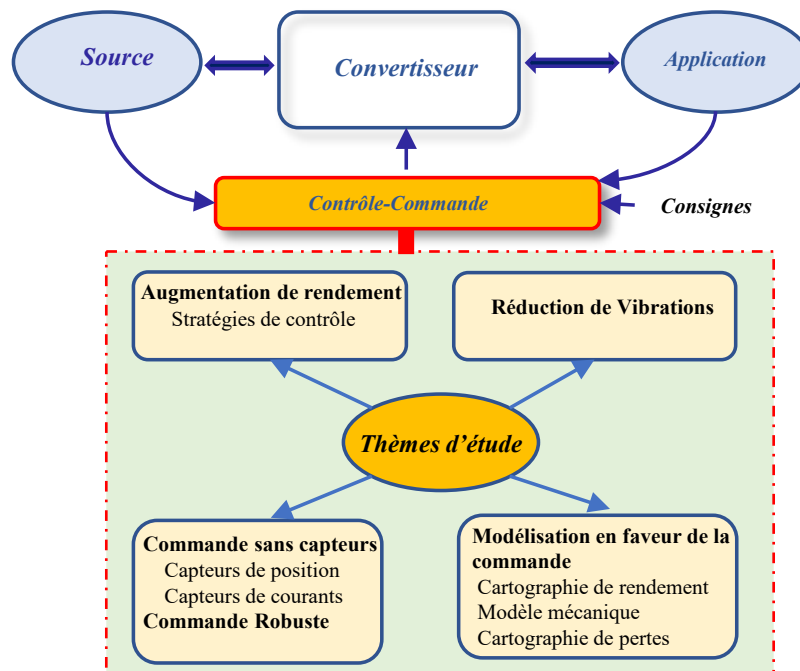 Source
Convertisseur
Application
Contrôle-Commande
Consignes
Augmentation de rendement
Stratégies de contrôle
Réduction de Vibrations
Thèmes d'étude
Commande sans capteurs
Capteurs de position
Capteurs de courants
Commande Robuste
Modélisation en faveur de la
commande
Cartographie de rendement
Modèle mécanique
Cartographie de pertes